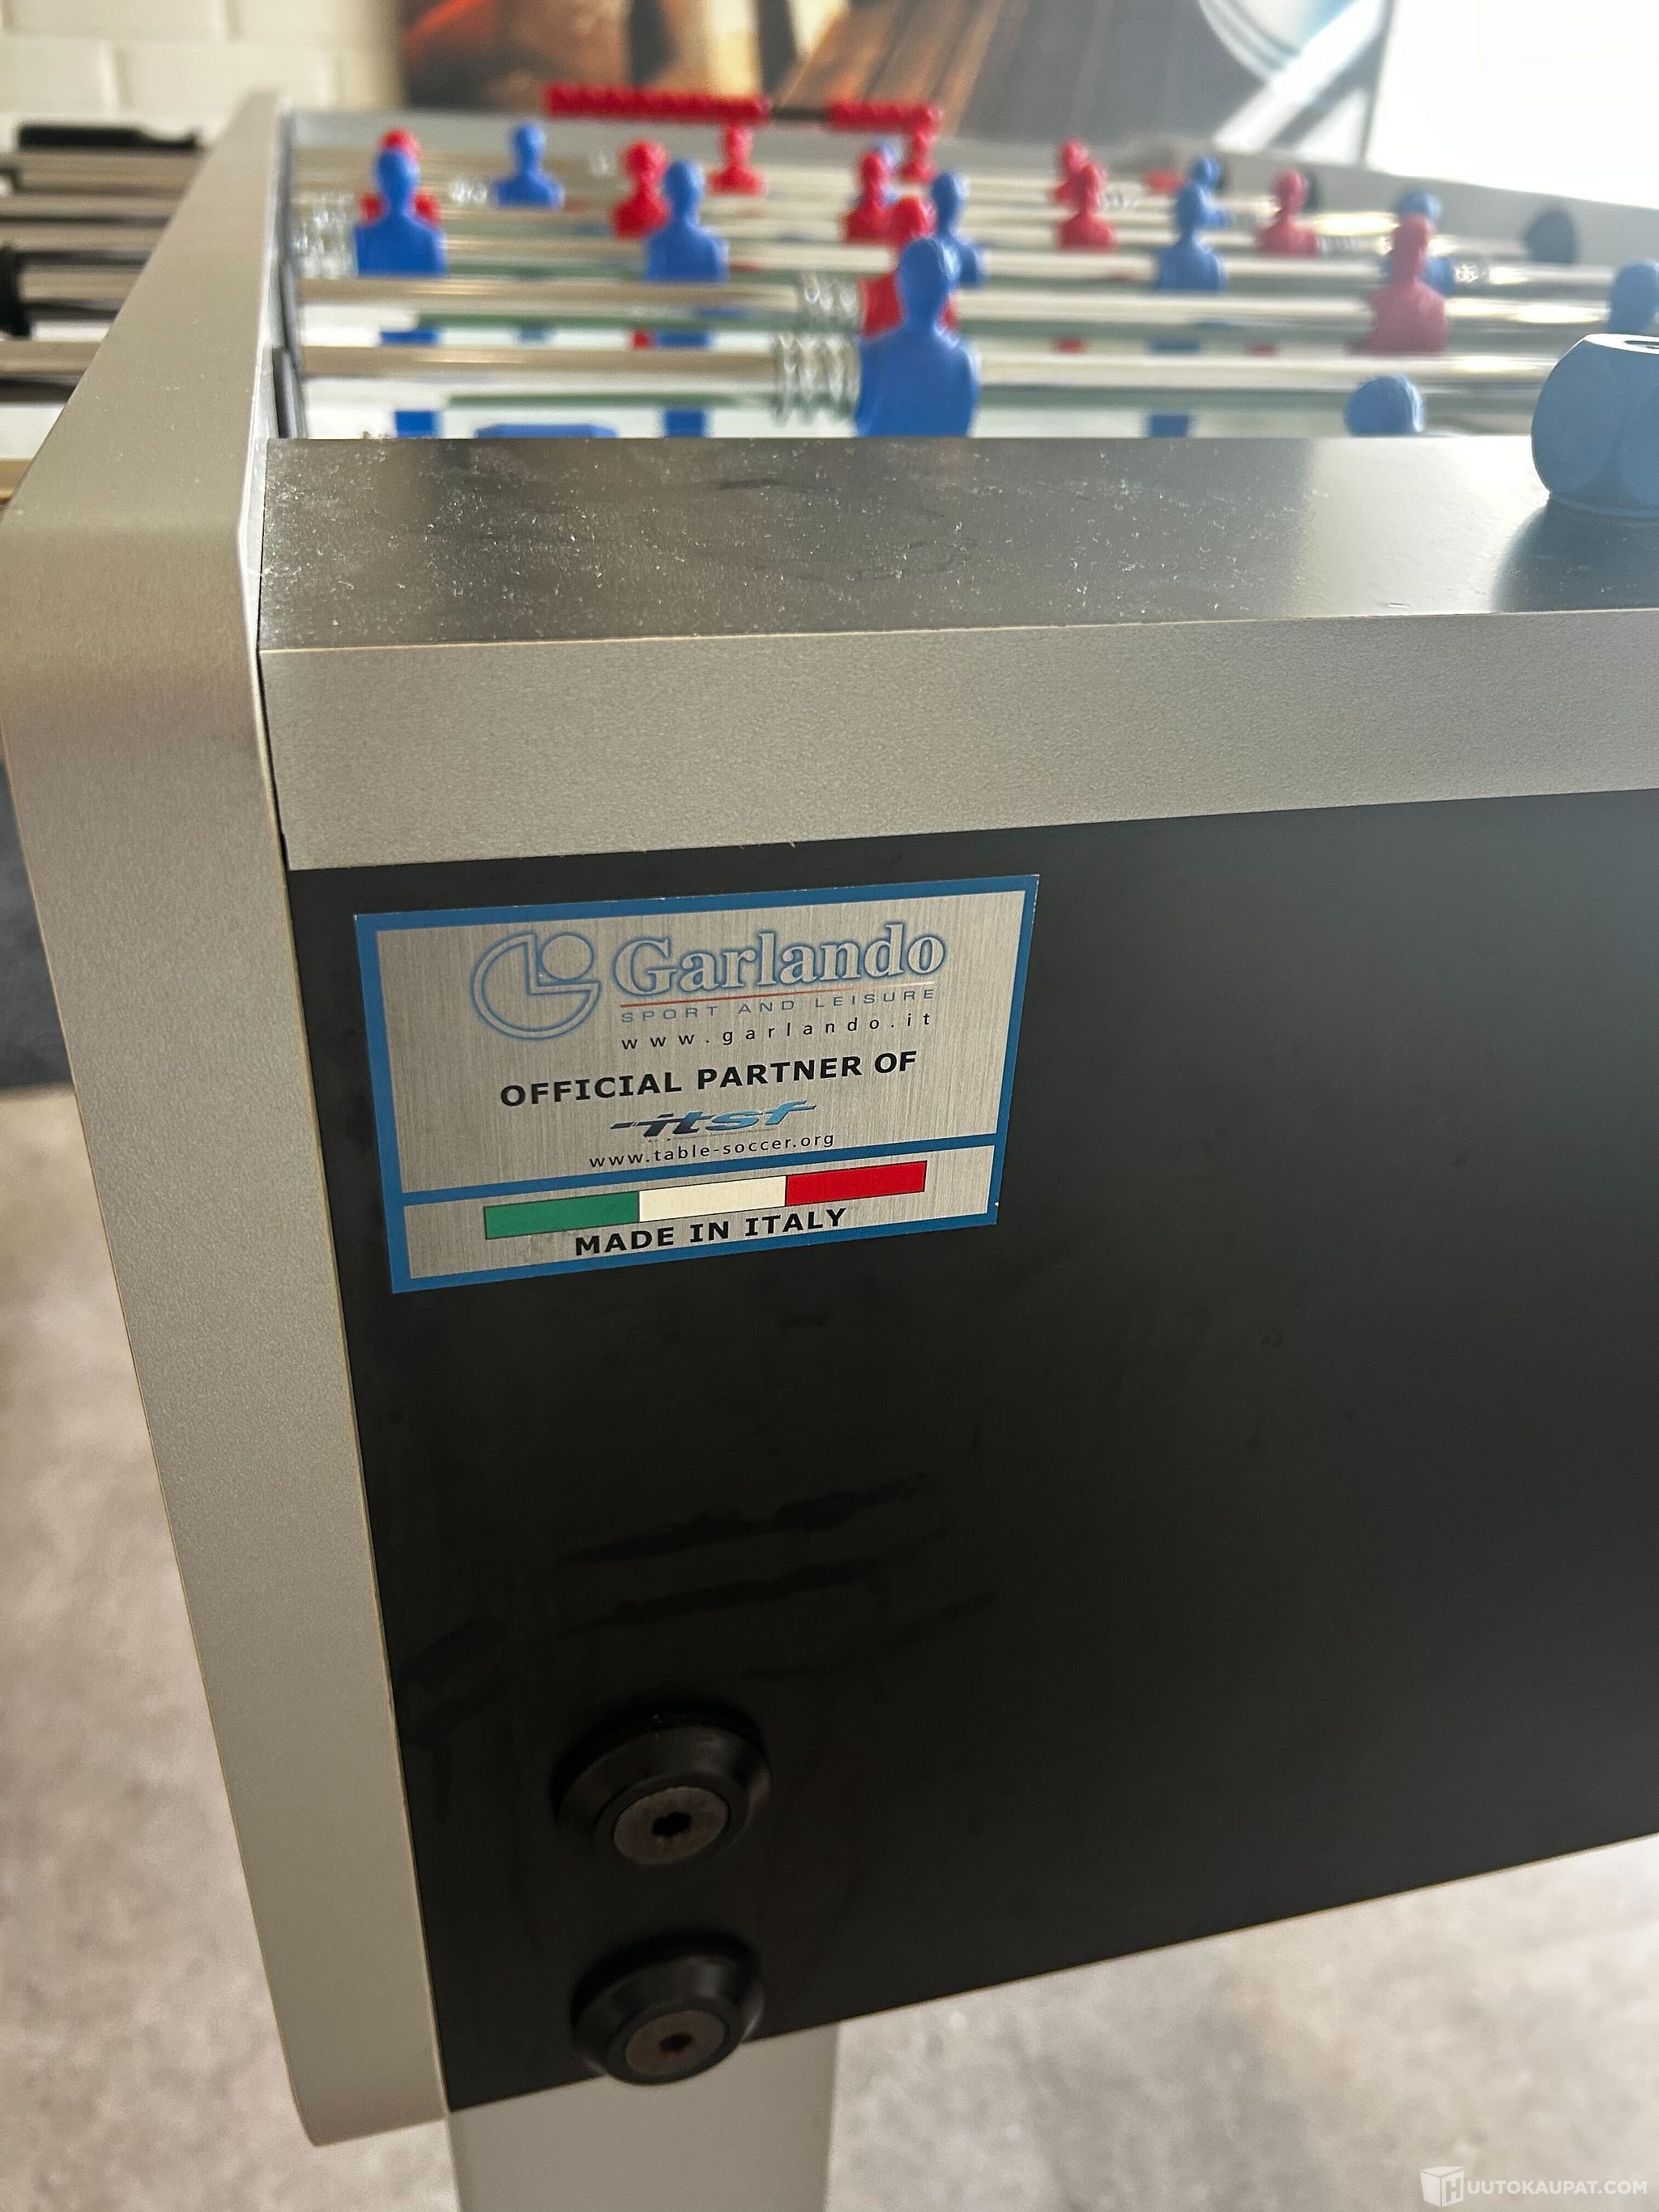 Garlando
SPORT AND LEISURE
www.garlando.it
OFFICIAL PARTNER OF
itsf
www.table-soccer.org
MADE IN ITALY
HUUTOKAUPAT.COM